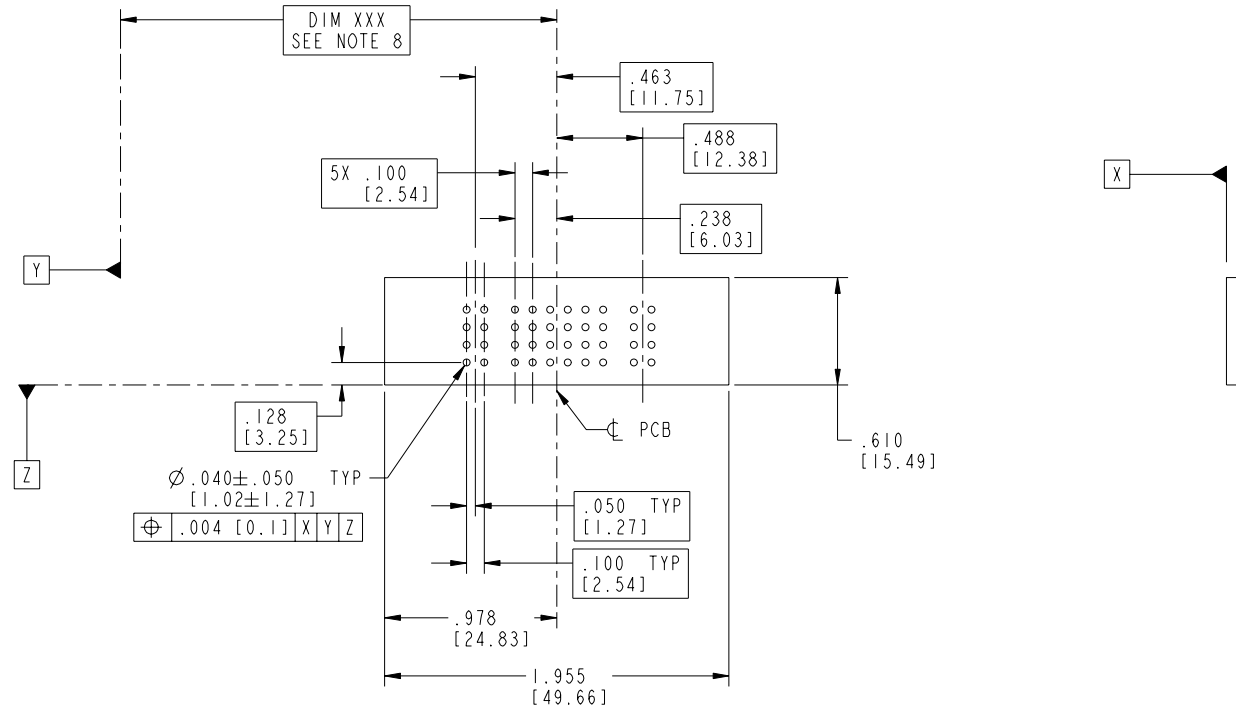 DIM XXX
SEE NOTE 8
.463
[11.75]
.488
[12.38]
5X .100
[2.54]
X
.238
[6.03]
Y
.128
[3.25]
℄ PCB
.610
[15.49]
Z
⌀.040±.050 TYP
[1.02±1.27]
⌖ .004 [0.1] X Y Z
.050 TYP
[1.27]
.100 TYP
[2.54]
.978
[24.83]
1.955
[49.66]